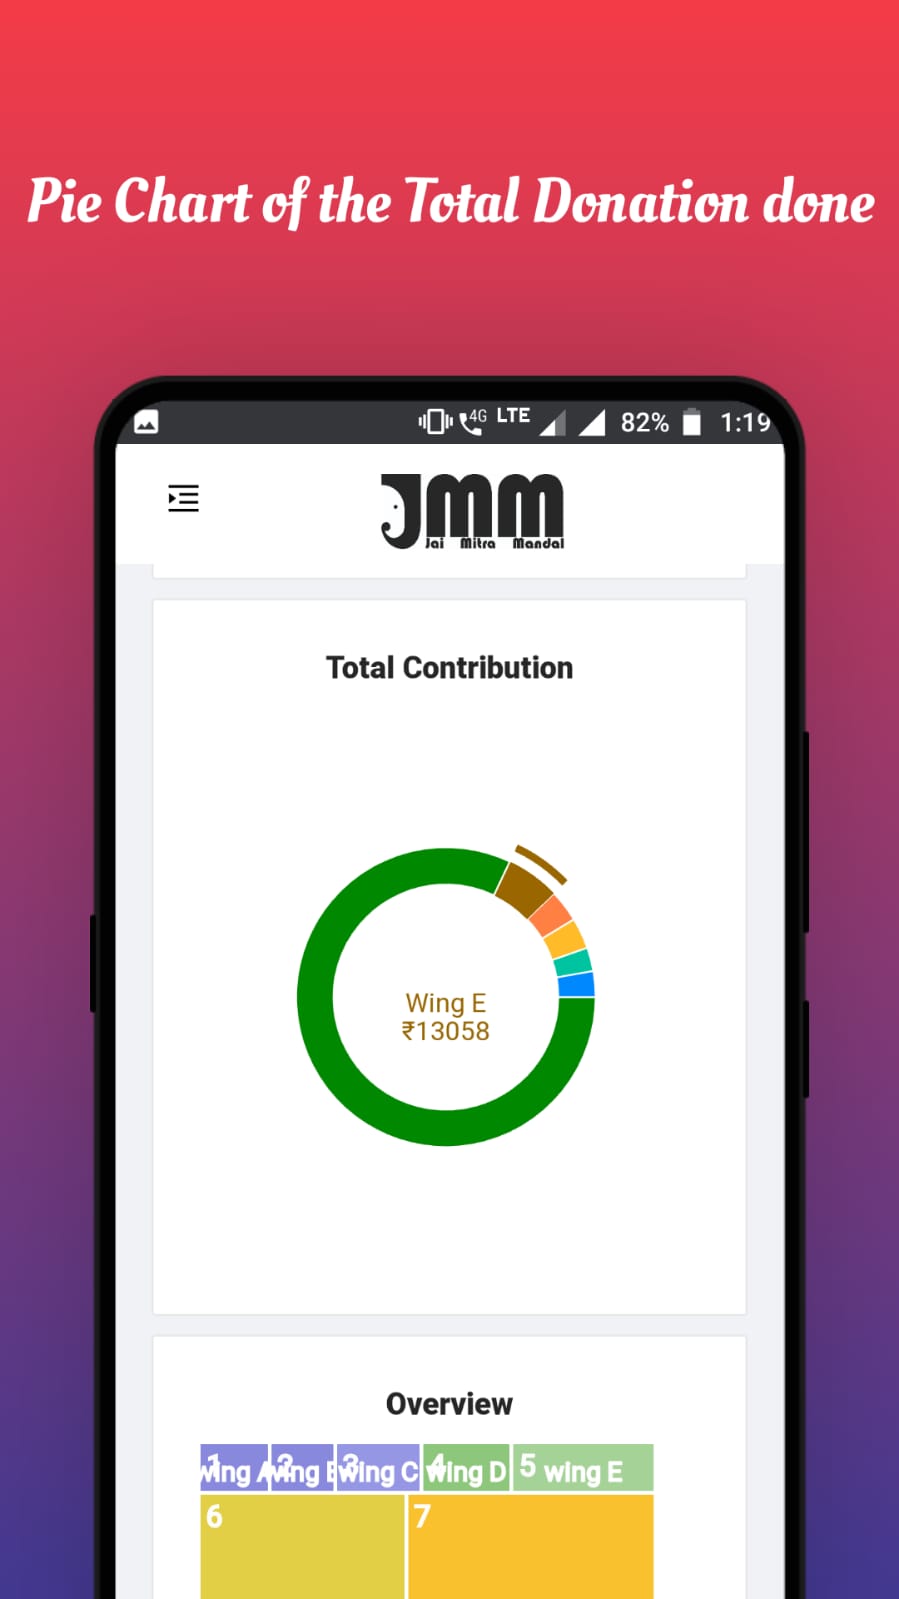 Pie Chart of the Total Donation done
4G LTE 82% 1:19
JMM
Jai Mitra Mandal
Total Contribution
Wing E
₹13058
Overview
1 2 3 4 5
wing A wing wing C wing D wing E
6 7